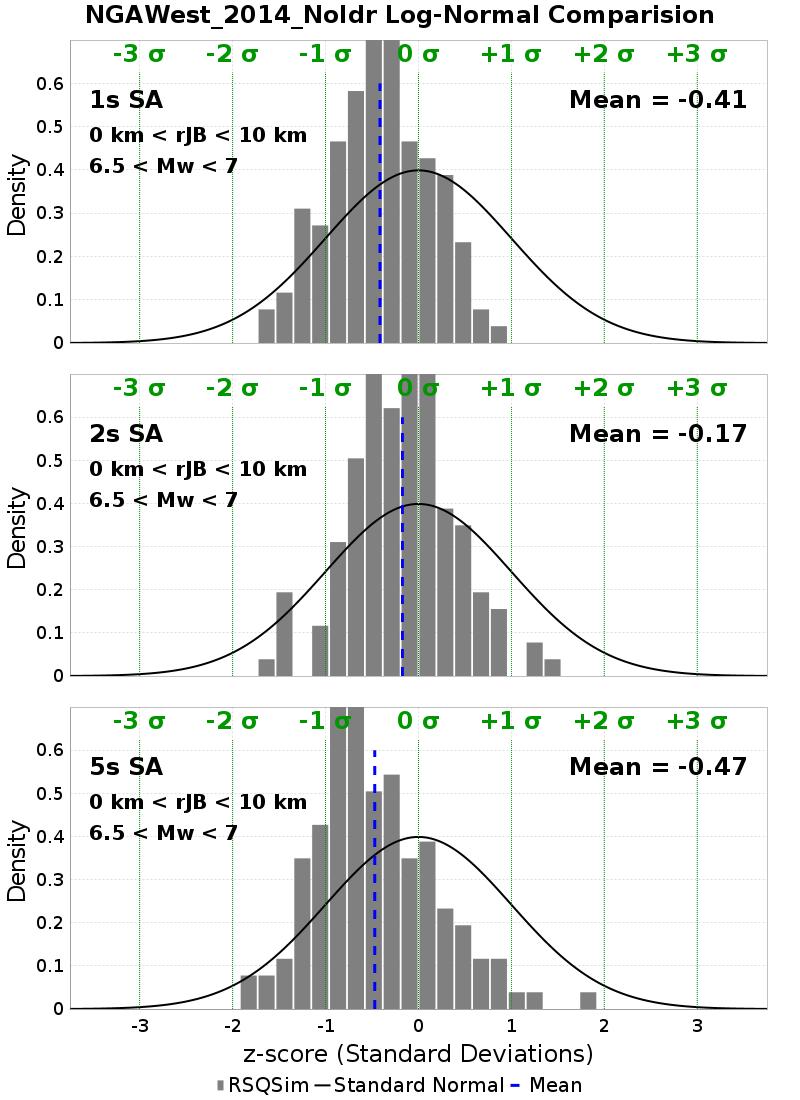 NGAWest_2014_NoIdr Log-Normal Comparision
-3 σ -2 σ -1 σ 0 σ +1 σ +2 σ +3 σ
1s SA Mean = -0.41
0 km < rJB < 10 km
6.5 < Mw < 7
Density
0.6
0.5
0.4
0.3
0.2
0.1
0
-3 σ -2 σ -1 σ 0 σ +1 σ +2 σ +3 σ
2s SA Mean = -0.17
0 km < rJB < 10 km
6.5 < Mw < 7
Density
0.6
0.5
0.4
0.3
0.2
0.1
0
-3 σ -2 σ -1 σ 0 σ +1 σ +2 σ +3 σ
5s SA Mean = -0.47
0 km < rJB < 10 km
6.5 < Mw < 7
Density
0.6
0.5
0.4
0.3
0.2
0.1
0
-3 -2 -1 0 1 2 3
z-score (Standard Deviations)
RSQSim Standard Normal Mean